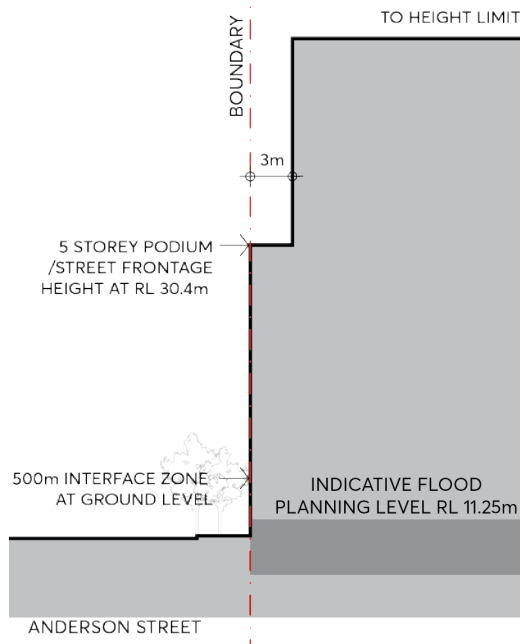 TO HEIGHT LIMIT
BOUNDARY
3m
5 STOREY PODIUM
/STREET FRONTAGE
HEIGHT AT RL 30.4m
500m INTERFACE ZONE
AT GROUND LEVEL
INDICATIVE FLOOD
PLANNING LEVEL RL 11.25m
ANDERSON STREET